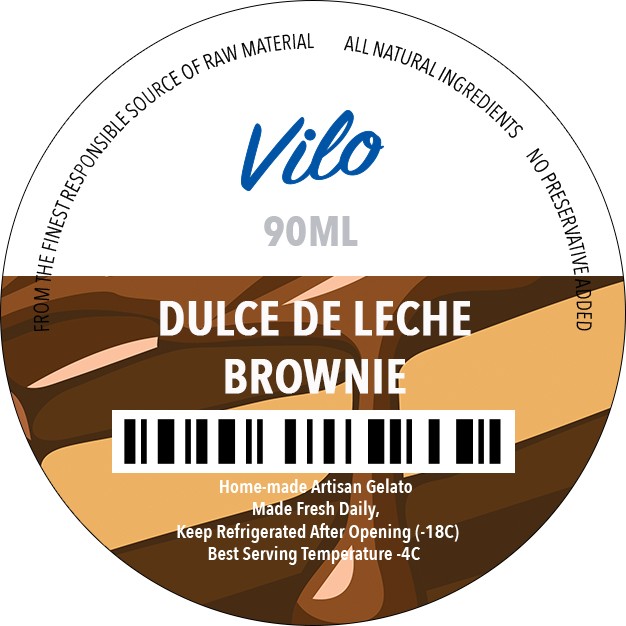 FROM THE FINEST RESPONSIBLE SOURCE OF RAW MATERIAL
ALL NATURAL INGREDIENTS
NO PRESERVATIVE ADDED
Vilo
90ML
DULCE DE LECHE
BROWNIE
Home-made Artisan Gelato
Made Fresh Daily,
Keep Refrigerated After Opening (-18C)
Best Serving Temperature -4C